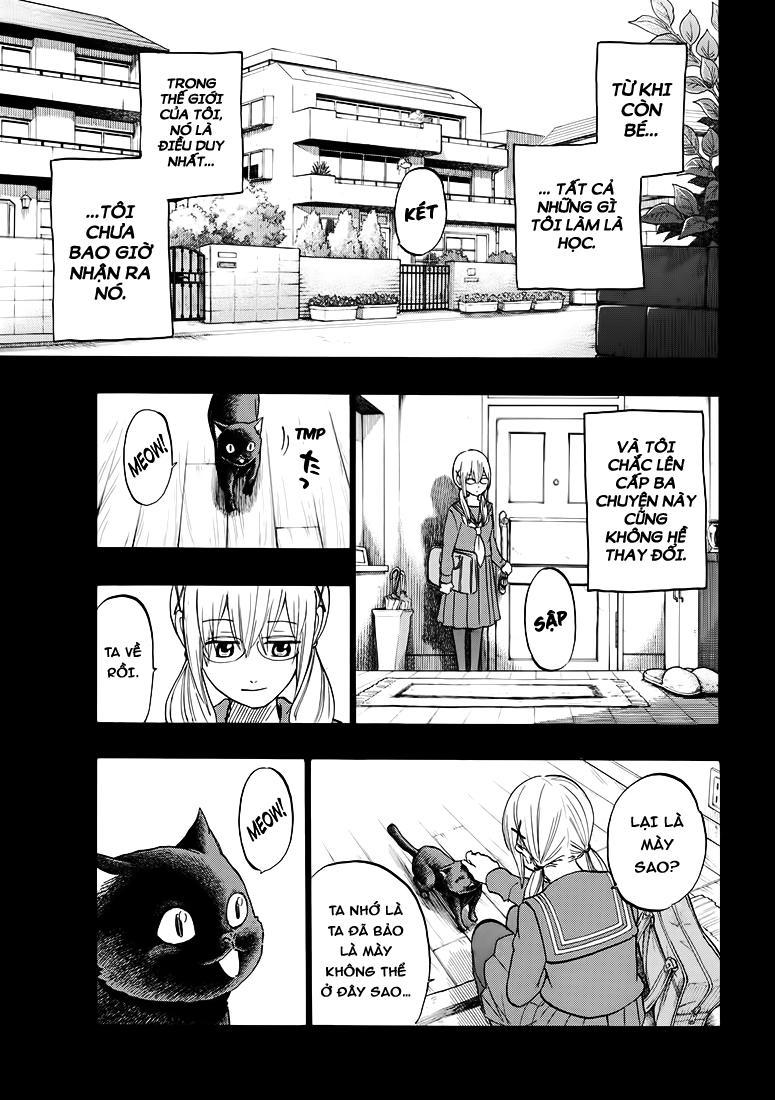 TỪ KHI
CÒN
BÉ...
... TẤT CẢ
NHỮNG GÌ
TÔI LÀM LÀ
HỌC.
KÉT
TRONG
THẾ GIỚI
CỦA TÔI,
NÓ LÀ
ĐIỀU DUY
NHẤT...
...TÔI
CHƯA
BAO GIỜ
NHẬN RA
NÓ.
VÀ TÔI
CHẮC LÊN
CẤP BA
CHUYỆN NÀY
CŨNG
KHÔNG HỀ
THAY ĐỔI.
SẬP
TMP
たっ
MEOW!
TA VỀ
RỒI.
LẠI LÀ
MÀY
SAO?
TA NHỚ LÀ
TA ĐÃ BẢO
LÀ MÀY
KHÔNG THỂ
Ở ĐÂY SAO...
MEOW!